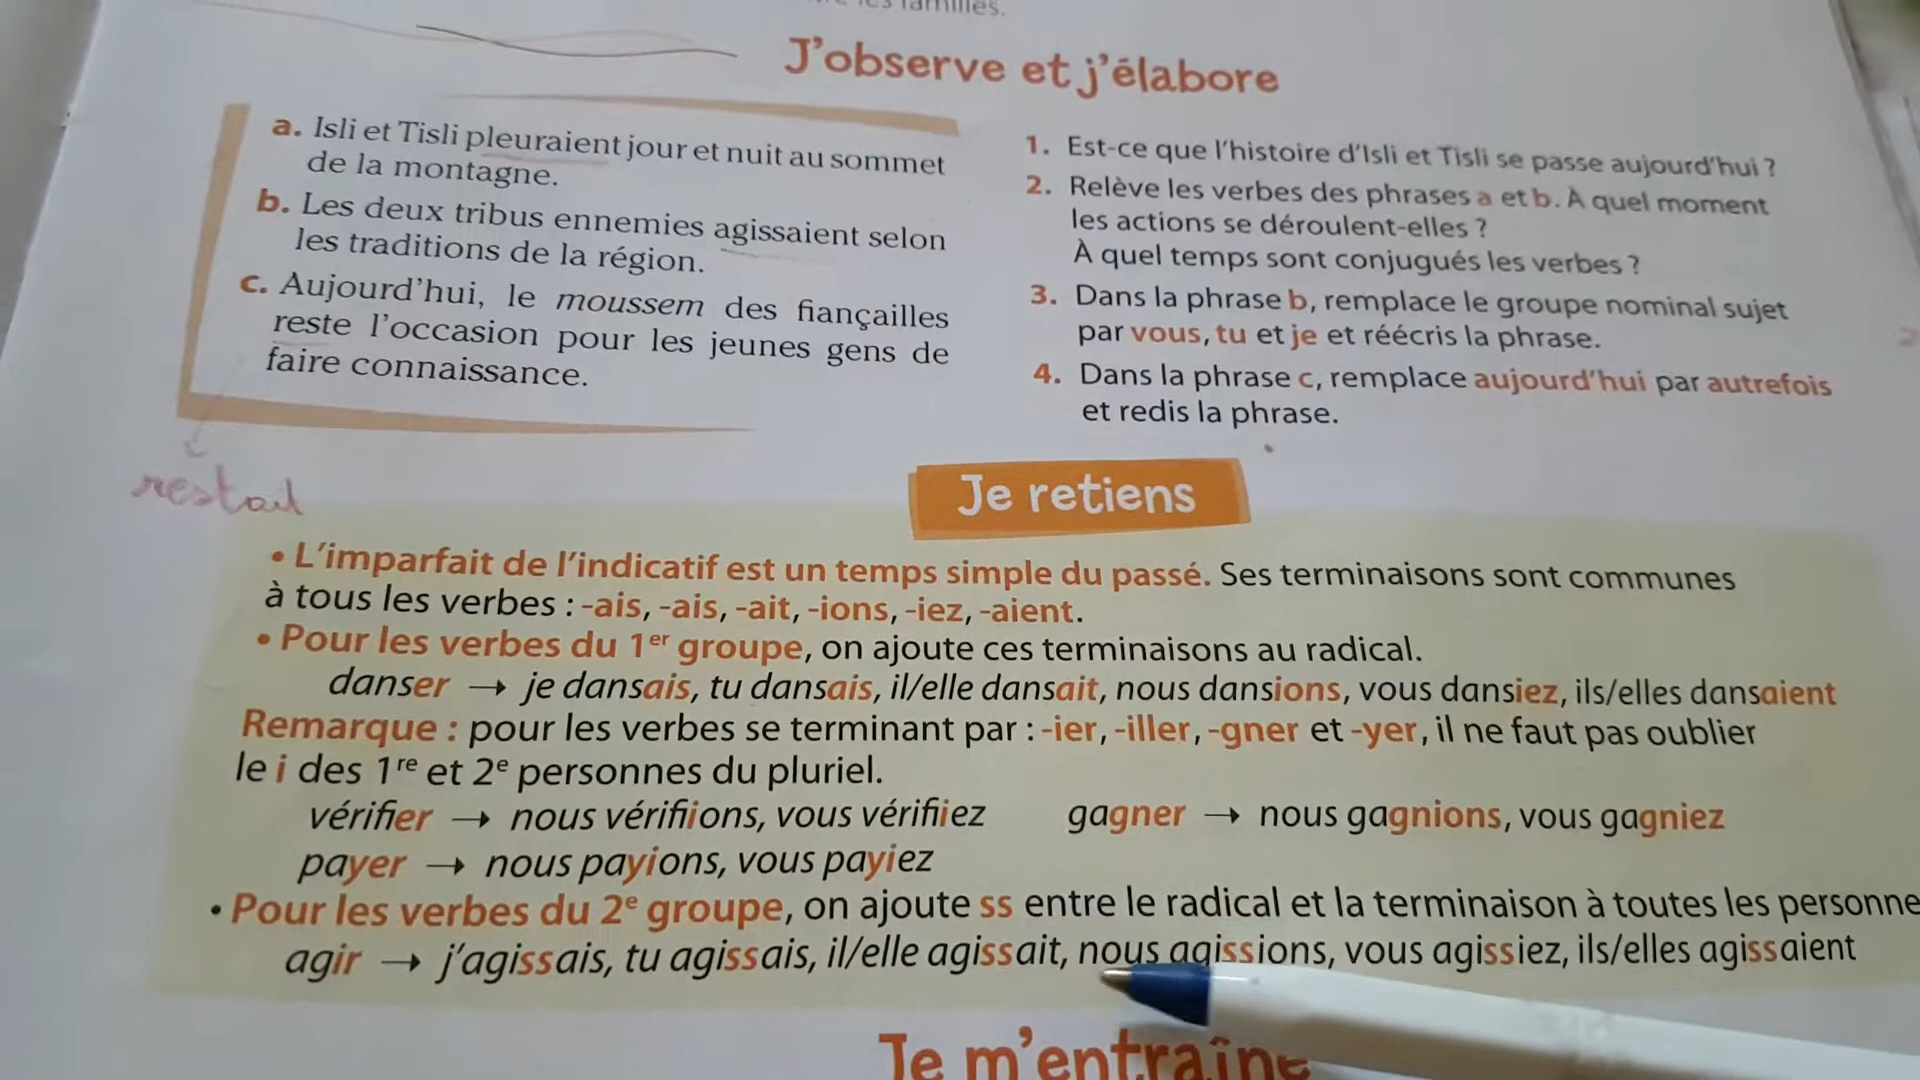 les familles.
J'observe et j'élabore
a. Isli et Tisli pleuraient jour et nuit au sommet
de la montagne.
b. Les deux tribus ennemies agissaient selon
les traditions de la région.
c. Aujourd'hui, le moussem des fiançailles
reste l'occasion pour les jeunes gens de
faire connaissance.
restait
1. Est-ce que l'histoire d'Isli et Tisli se passe aujourd'hui ?
2. Relève les verbes des phrases a et b. À quel moment
les actions se déroulent-elles ?
À quel temps sont conjugués les verbes ?
3. Dans la phrase b, remplace le groupe nominal sujet
par vous, tu et je et réécris la phrase.
4. Dans la phrase c, remplace aujourd'hui par autrefois
et redis la phrase.
Je retiens
• L'imparfait de l'indicatif est un temps simple du passé. Ses terminaisons sont communes
à tous les verbes : -ais, -ais, -ait, -ions, -iez, -aient.
• Pour les verbes du 1er groupe, on ajoute ces terminaisons au radical.
danser → je dansais, tu dansais, il/elle dansait, nous dansions, vous dansiez, ils/elles dansaient
Remarque : pour les verbes se terminant par : -ier, -iller, -gner et -yer, il ne faut pas oublier
le i des 1re et 2e personnes du pluriel.
vérifier → nous vérifiions, vous vérifiiez gagner → nous gagnions, vous gagniez
payer → nous payions, vous payiez
• Pour les verbes du 2e groupe, on ajoute ss entre le radical et la terminaison à toutes les personne
agir → j'agissais, tu agissais, il/elle agissait, nous agissions, vous agissiez, ils/elles agissaient
Je m'entraîne